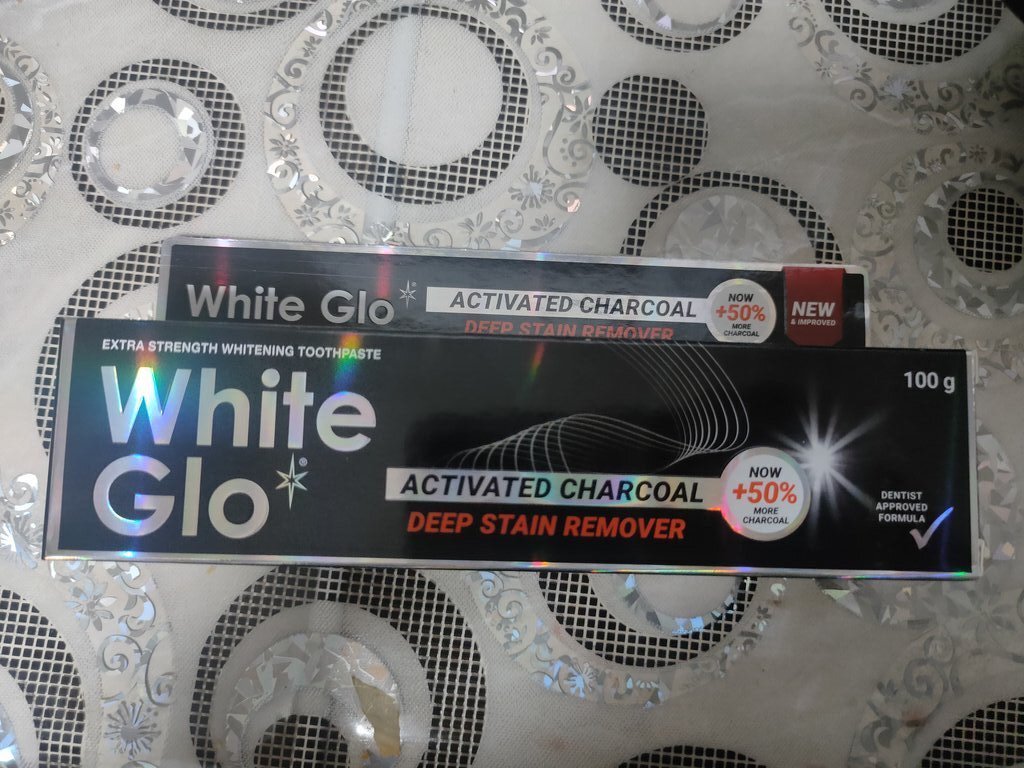 White Glo
ACTIVATED CHARCOAL
DEEP STAIN REMOVER
NOW
+50%
MORE
CHARCOAL
NEW
& IMPROVED
EXTRA STRENGTH WHITENING TOOTHPASTE
White
Glo®
100 g
ACTIVATED CHARCOAL
DEEP STAIN REMOVER
NOW
+50%
MORE
CHARCOAL
DENTIST
APPROVED
FORMULA